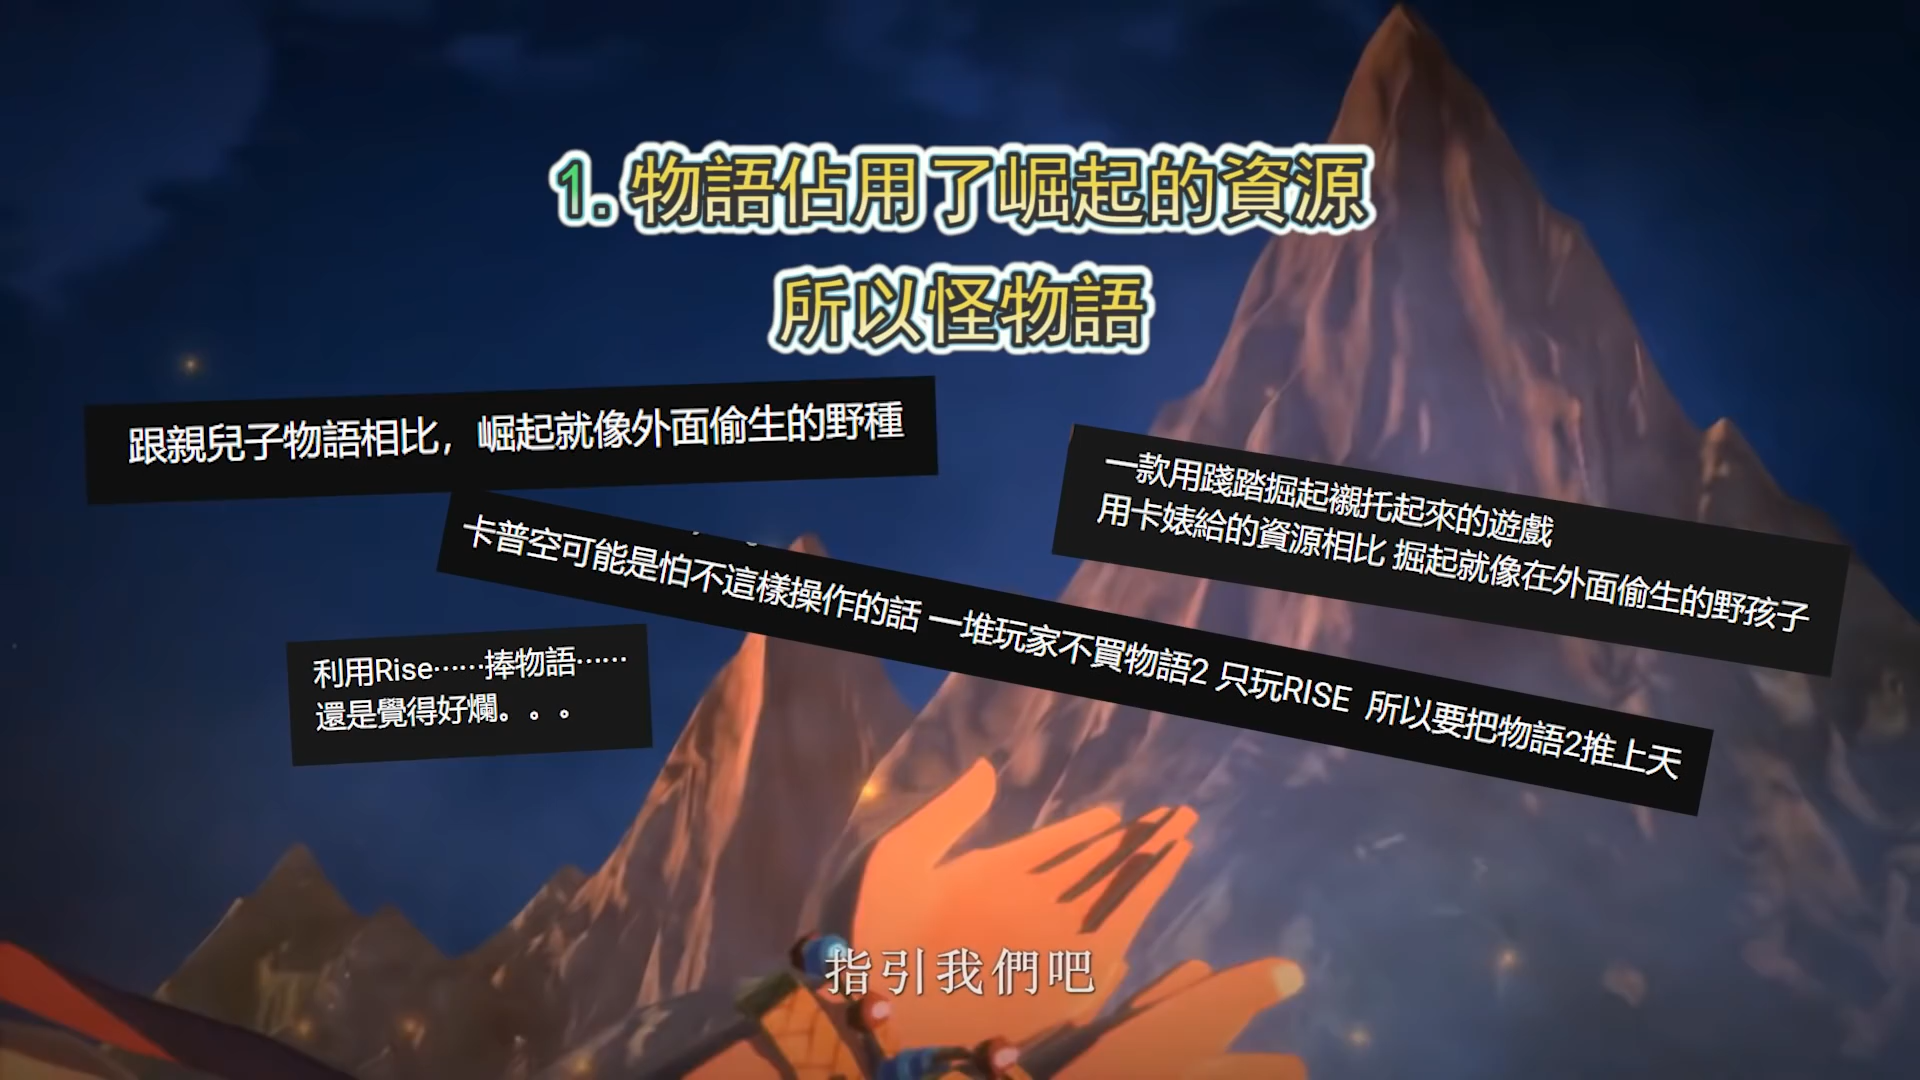 1.物語佔用了崛起的資源
所以怪物語
跟親兒子物語相比，崛起就像外面偷生的野種
一款用踐踏掘起襯托起來的遊戲
用卡婊給的資源相比 掘起就像在外面偷生的野孩子
卡普空可能是怕不這樣操作的話 一堆玩家不買物語2 只玩RISE 所以要把物語2推上天
利用Rise……捧物語……
還是覺得好爛。。。
指引我們吧